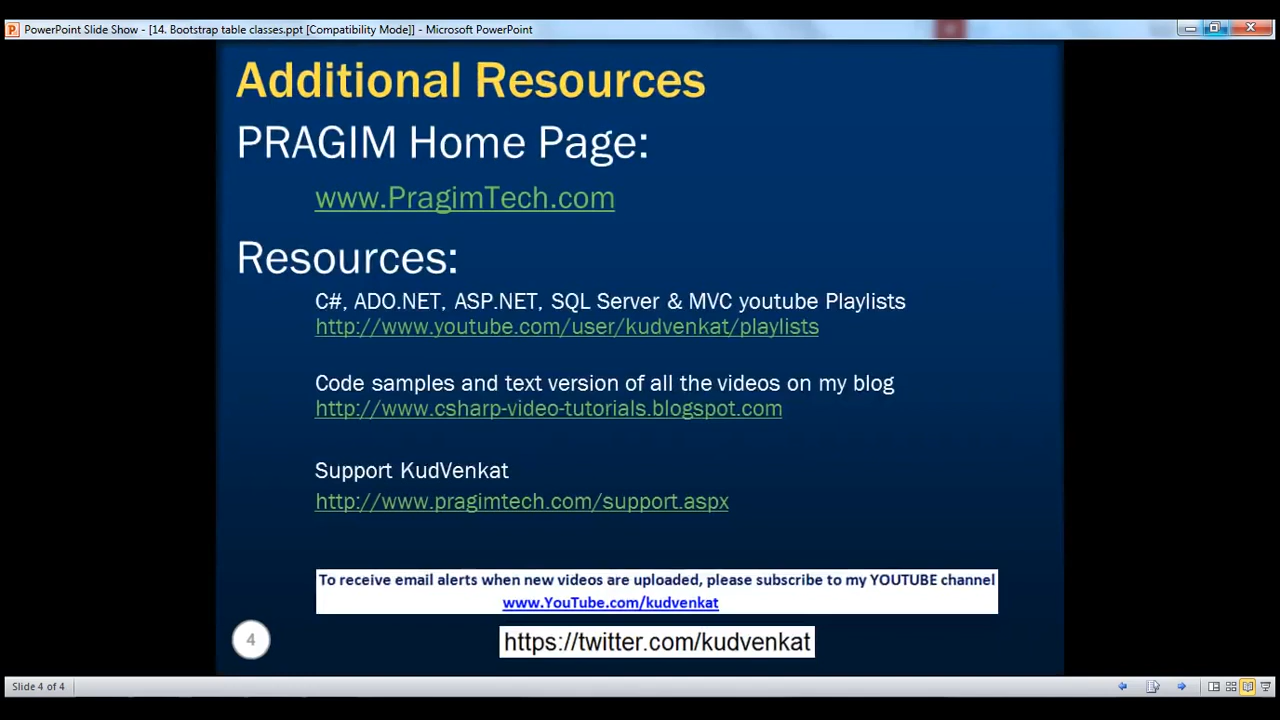 PowerPoint Slide Show - [14. Bootstrap table classes.ppt [Compatibility Mode]] - Microsoft PowerPoint
Additional Resources
PRAGIM Home Page:
www.PragimTech.com
Resources:
C#, ADO.NET, ASP.NET, SQL Server & MVC youtube Playlists
http://www.youtube.com/user/kudvenkat/playlists
Code samples and text version of all the videos on my blog
http://www.csharp-video-tutorials.blogspot.com
Support KudVenkat
http://www.pragimtech.com/support.aspx
To receive email alerts when new videos are uploaded, please subscribe to my YOUTUBE channel
www.YouTube.com/kudvenkat
4
https://twitter.com/kudvenkat
Slide 4 of 4